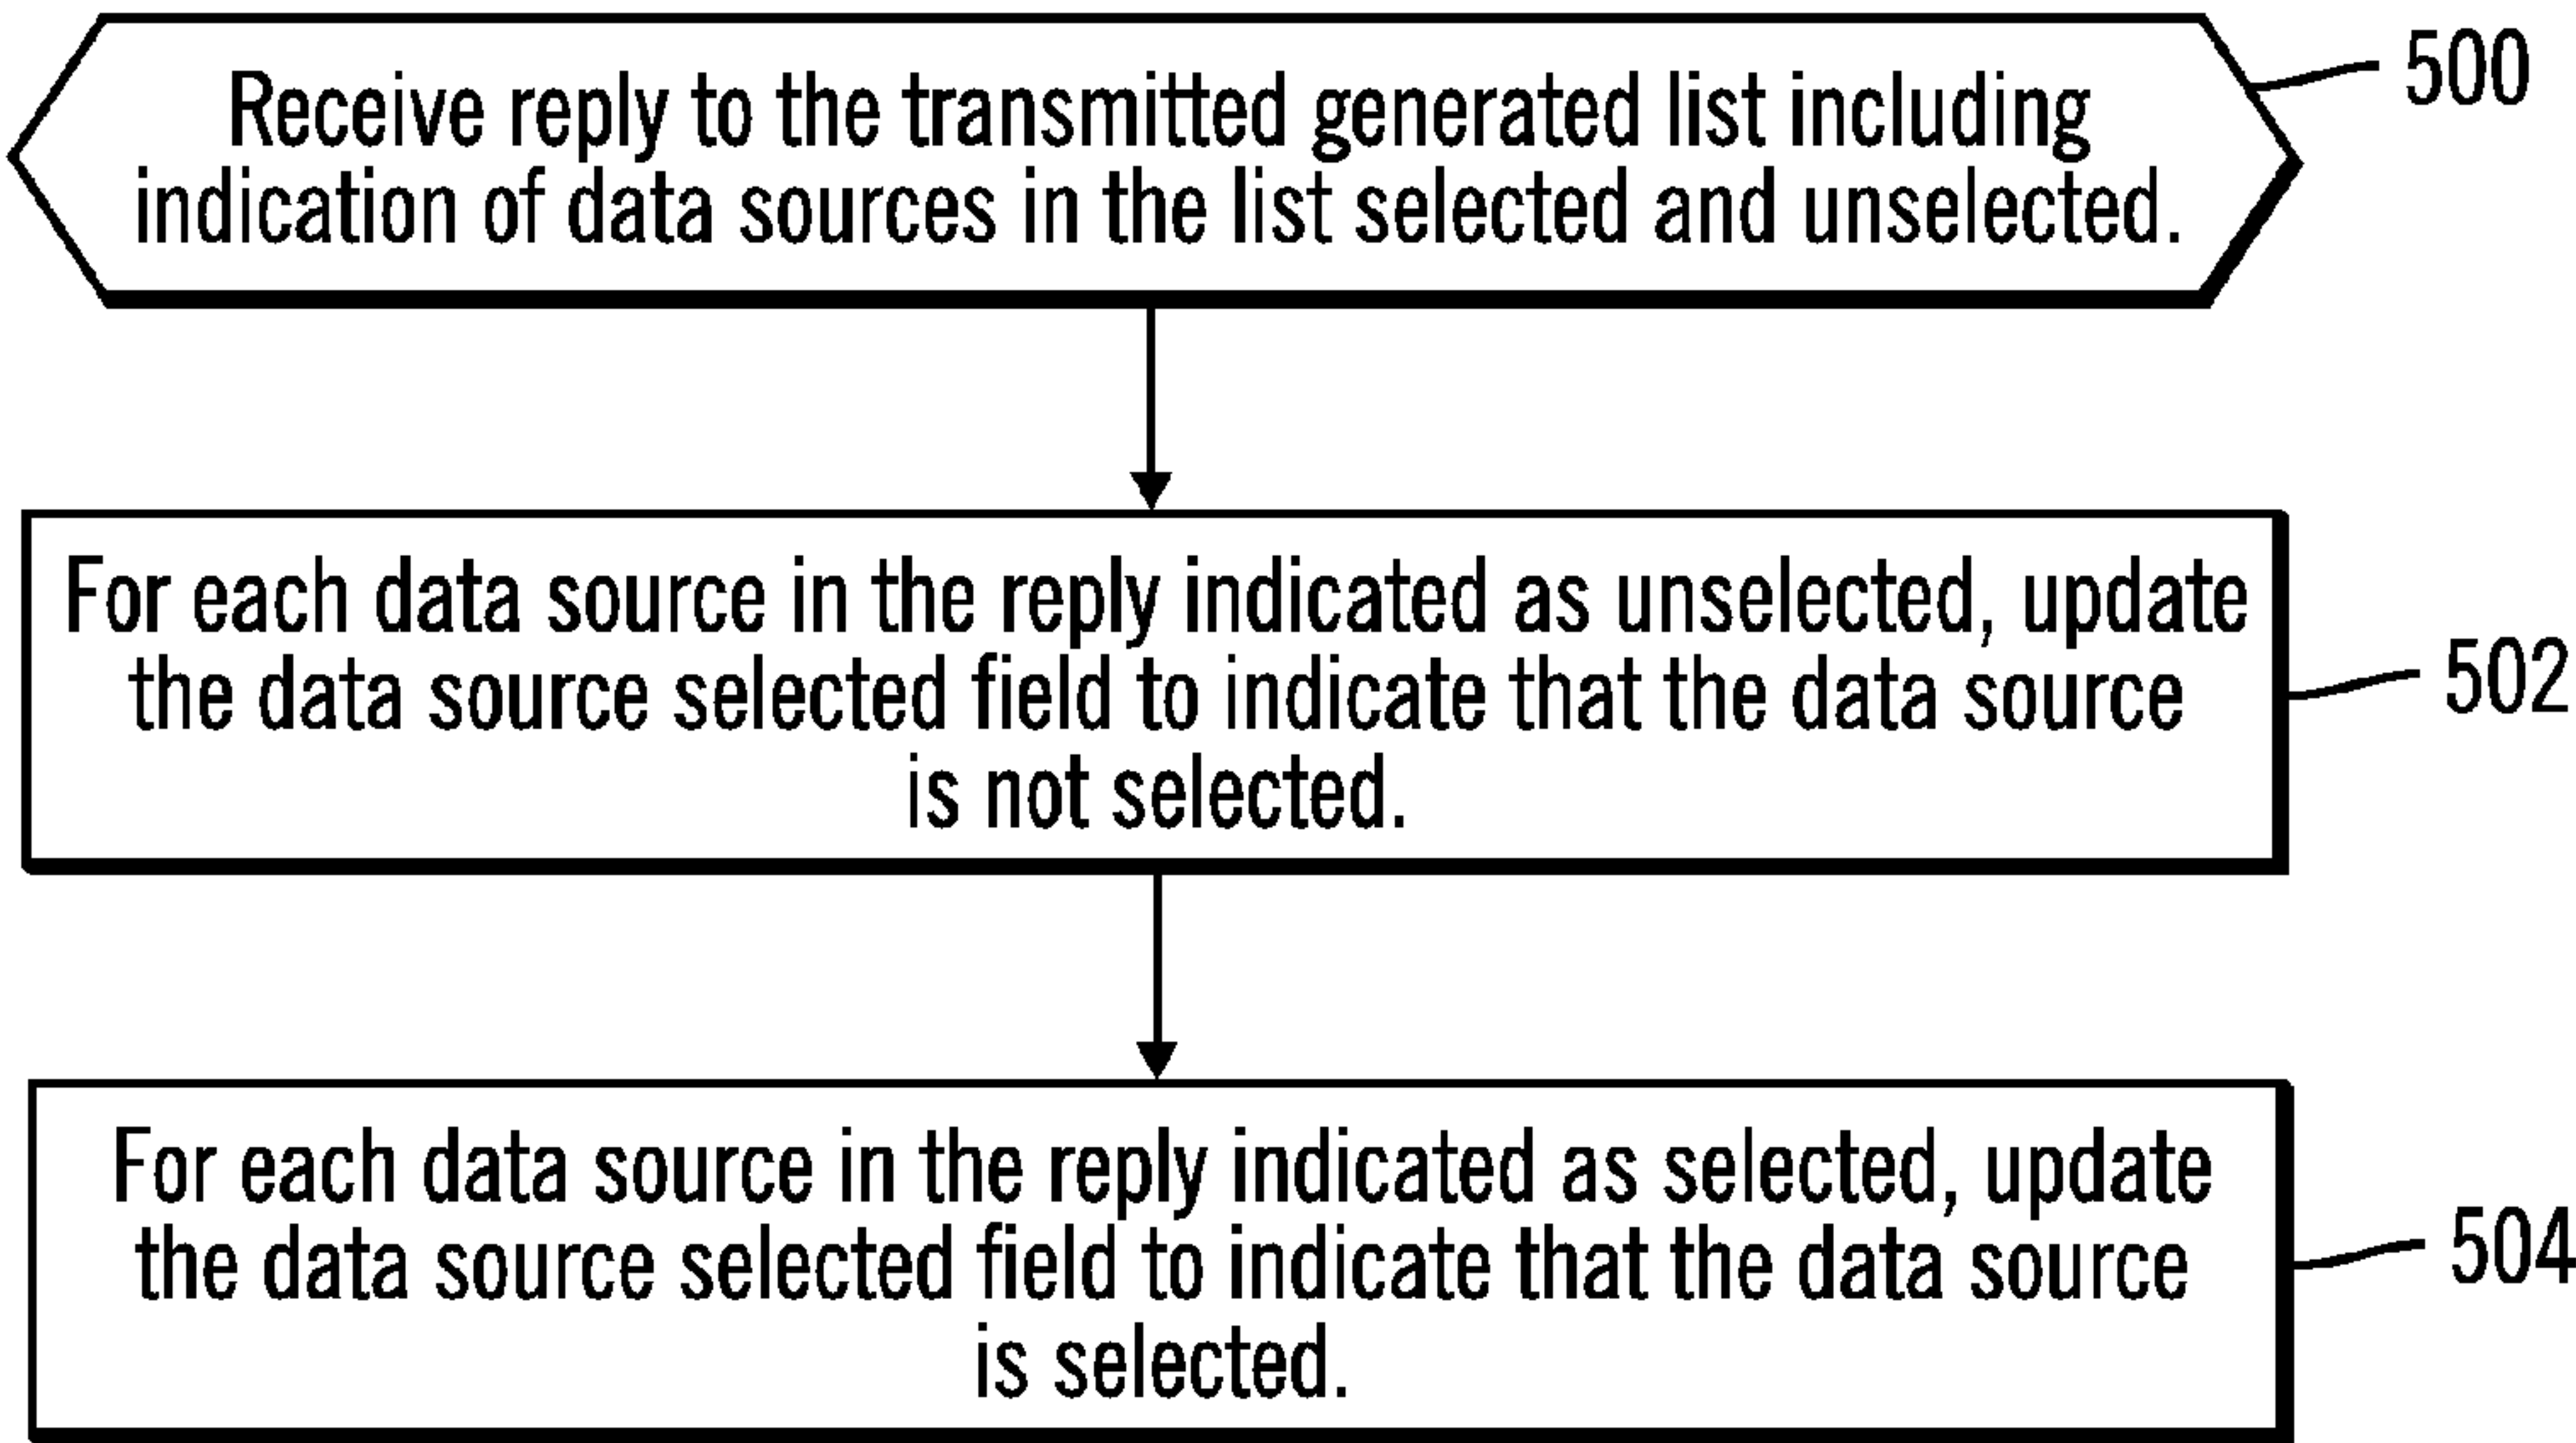 Receive reply to the transmitted generated list including
indication of data sources in the list selected and unselected.
500
For each data source in the reply indicated as unselected, update
the data source selected field to indicate that the data source
is not selected.
502
For each data source in the reply indicated as selected, update
the data source selected field to indicate that the data source
is selected.
504